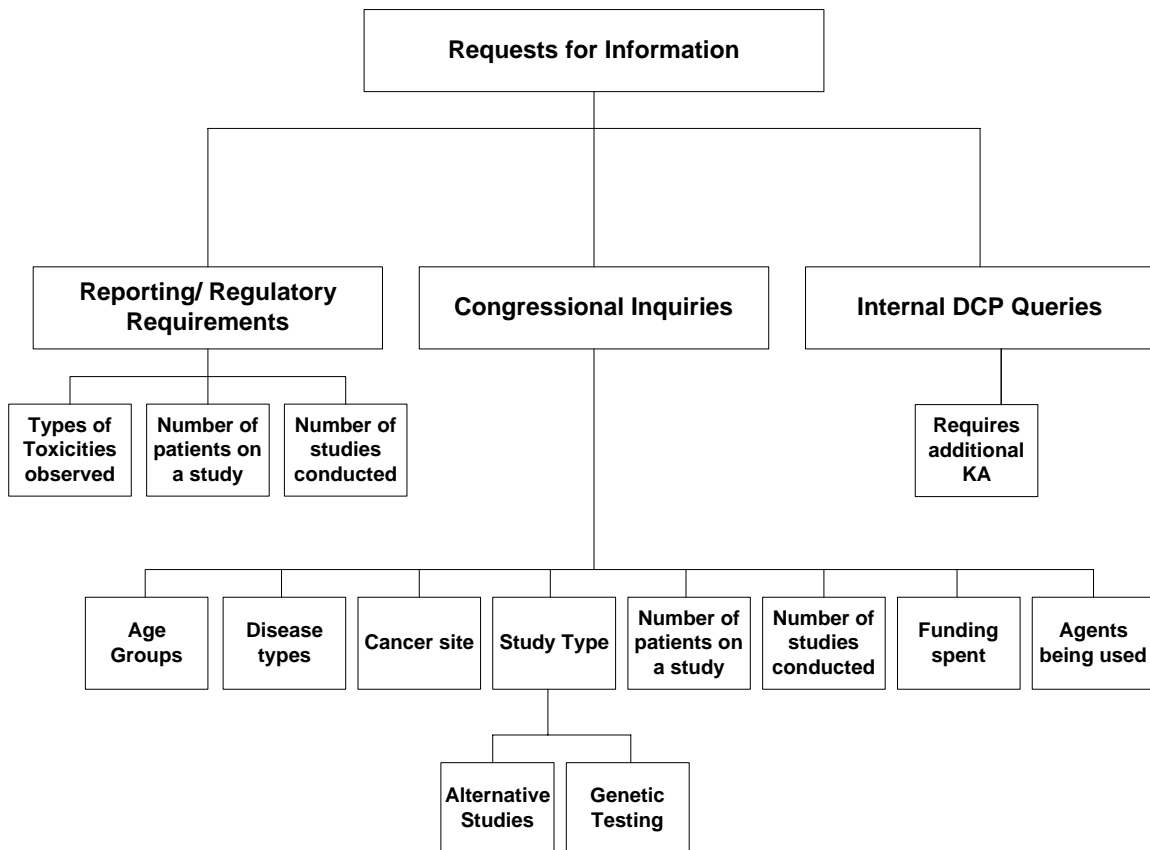 Requests for Information
Reporting/ Regulatory
Requirements
Congressional Inquiries
Internal DCP Queries
Types of
Toxicities
observed
Number of
patients on
a study
Number of
studies
conducted
Requires
additional
KA
Age
Groups
Disease
types
Cancer site
Study Type
Number of
patients on
a study
Number of
studies
conducted
Funding
spent
Agents
being used
Alternative
Studies
Genetic
Testing